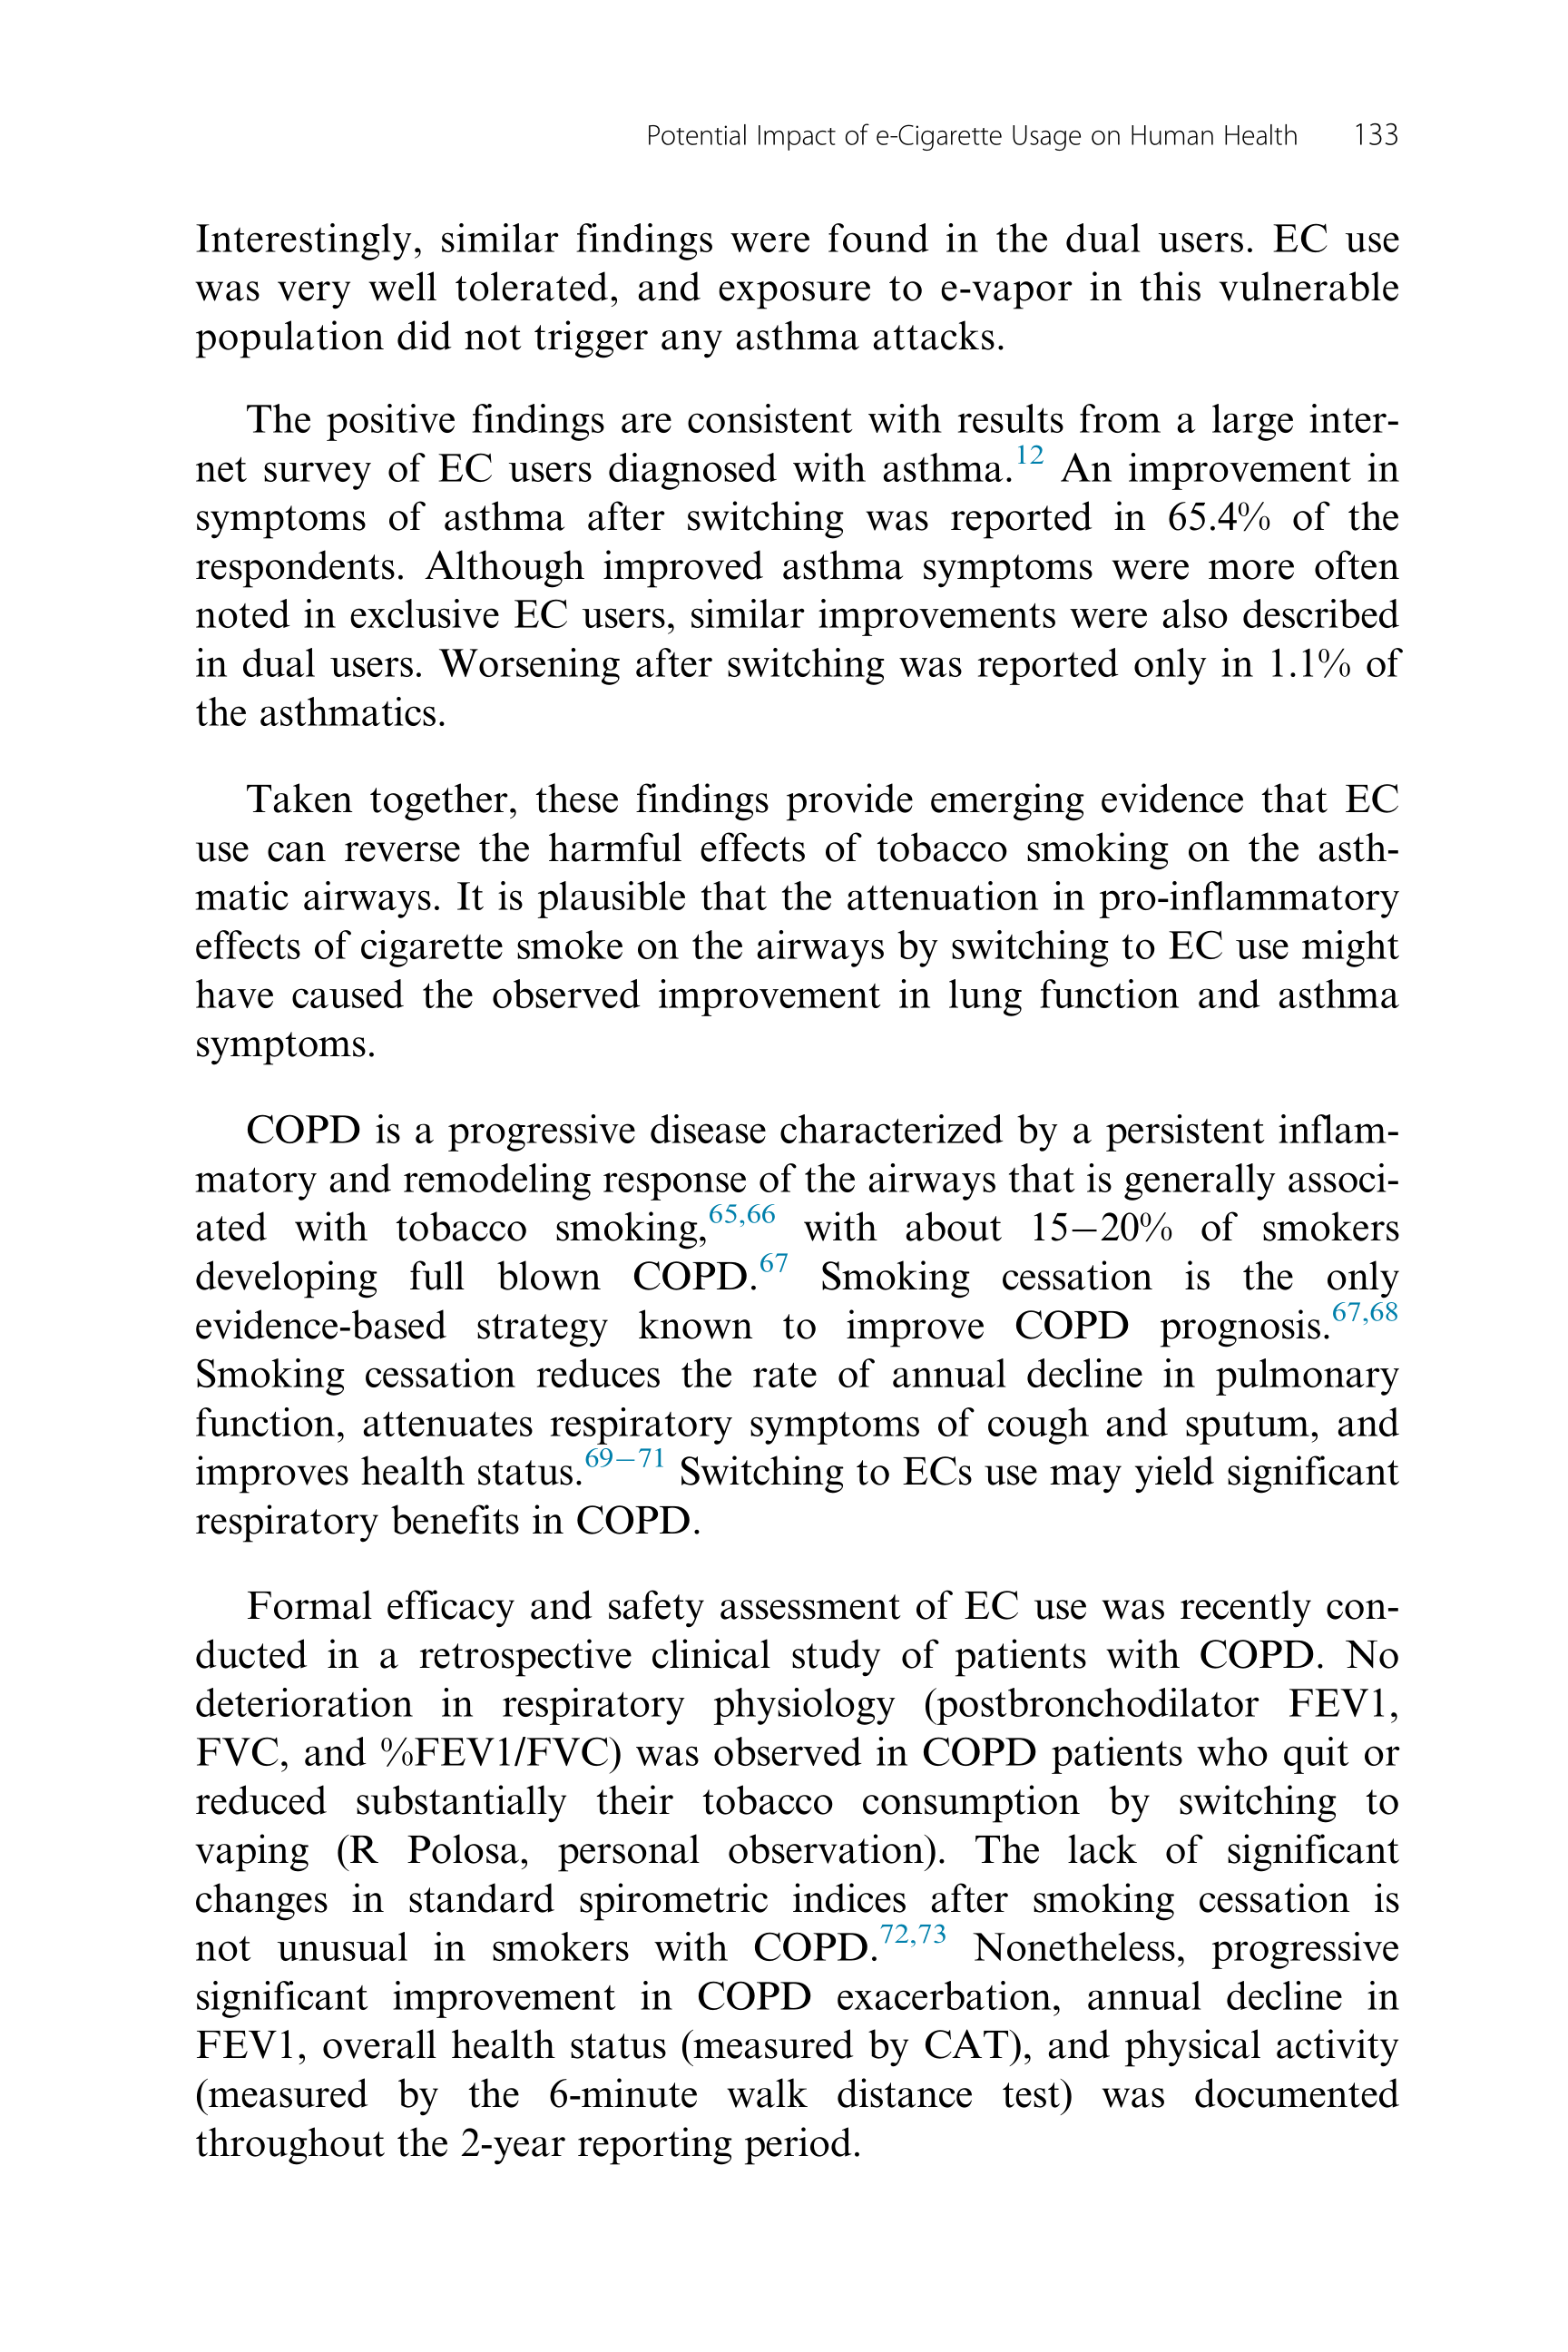 Potential Impact of e-Cigarette Usage on Human Health 133
Interestingly, similar findings were found in the dual users. EC use
was very well tolerated, and exposure to e-vapor in this vulnerable
population did not trigger any asthma attacks.
The positive findings are consistent with results from a large inter-
net survey of EC users diagnosed with asthma.12 An improvement in
symptoms of asthma after switching was reported in 65.4% of the
respondents. Although improved asthma symptoms were more often
noted in exclusive EC users, similar improvements were also described
in dual users. Worsening after switching was reported only in 1.1% of
the asthmatics.
Taken together, these findings provide emerging evidence that EC
use can reverse the harmful effects of tobacco smoking on the asth-
matic airways. It is plausible that the attenuation in pro-inflammatory
effects of cigarette smoke on the airways by switching to EC use might
have caused the observed improvement in lung function and asthma
symptoms.
COPD is a progressive disease characterized by a persistent inflam-
matory and remodeling response of the airways that is generally associ-
ated with tobacco smoking,65,66 with about 15–20% of smokers
developing full blown COPD.67 Smoking cessation is the only
evidence-based strategy known to improve COPD prognosis.67,68
Smoking cessation reduces the rate of annual decline in pulmonary
function, attenuates respiratory symptoms of cough and sputum, and
improves health status.69–71 Switching to ECs use may yield significant
respiratory benefits in COPD.
Formal efficacy and safety assessment of EC use was recently con-
ducted in a retrospective clinical study of patients with COPD. No
deterioration in respiratory physiology (postbronchodilator FEV1,
FVC, and %FEV1/FVC) was observed in COPD patients who quit or
reduced substantially their tobacco consumption by switching to
vaping (R Polosa, personal observation). The lack of significant
changes in standard spirometric indices after smoking cessation is
not unusual in smokers with COPD.72,73 Nonetheless, progressive
significant improvement in COPD exacerbation, annual decline in
FEV1, overall health status (measured by CAT), and physical activity
(measured by the 6-minute walk distance test) was documented
throughout the 2-year reporting period.